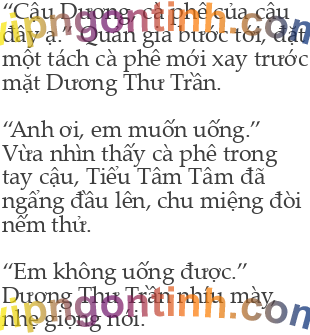 “Cậu Dương, cà phê của cậu
đây ạ.” Quản gia bước tới, đặt
một tách cà phê mới xay trước
mặt Dương Thư Trần.
“Anh ơi, em muốn uống.”
Vừa nhìn thấy cà phê trong
tay cậu, Tiểu Tâm Tâm đã
ngẩng đầu lên, chu miệng đòi
nếm thử.
“Em không uống được.”
Dương Thư Trần nhíu mày,
nhẹ giọng nói.
vipngontinh.com
vipngontinh.com